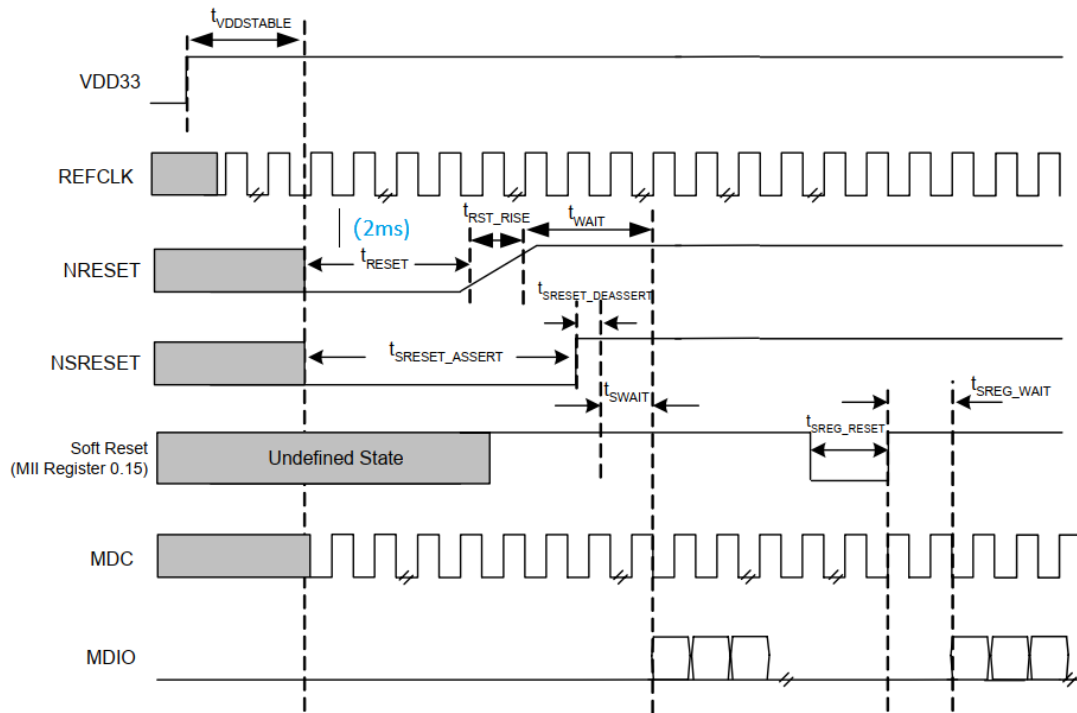 tVDDSTABLE
VDD33
REFCLK
(2ms)
tRST_RISE
tWAIT
tRESET
NRESET
tSRESET_DEASSERT
tSRESET_ASSERT
NSRESET
tSWAIT
tSREG_WAIT
tSREG_RESET
Soft Reset
(MII Register 0.15)
Undefined State
MDC
MDIO